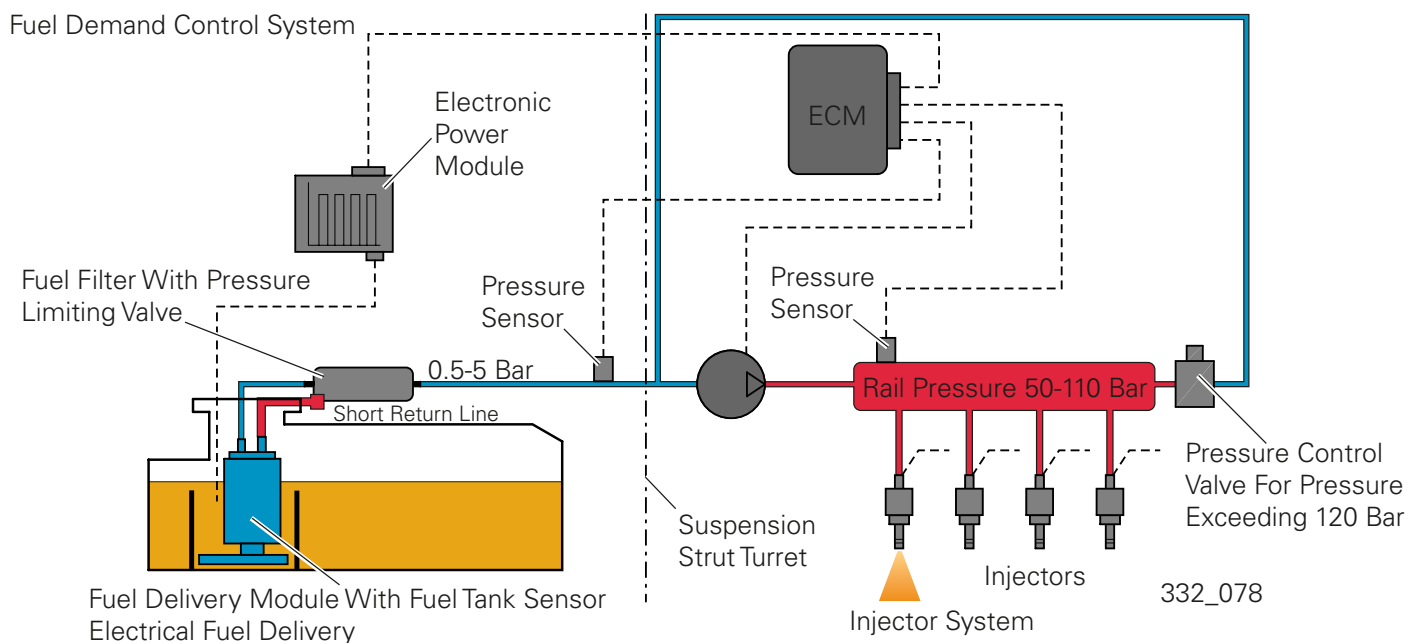 Fuel Demand Control System
Electronic
Power
Module
ECM
Fuel Filter With Pressure
Limiting Valve
Pressure
Sensor
Pressure
Sensor
0.5-5 Bar
Rail Pressure 50-110 Bar
Short Return Line
Pressure Control
Valve For Pressure
Exceeding 120 Bar
Suspension
Strut Turret
Injectors
332_078
Fuel Delivery Module With Fuel Tank Sensor
Electrical Fuel Delivery
Injector System